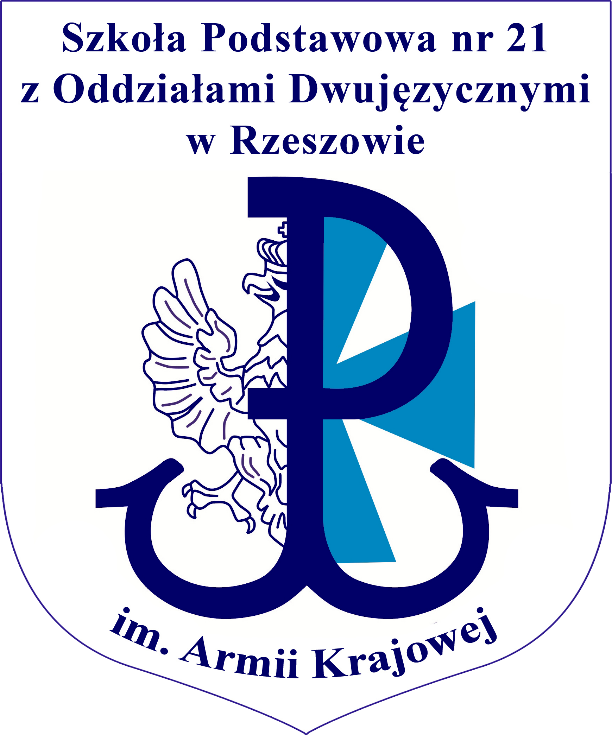 Szkoła Podstawowa nr 21
z Oddziałami Dwujęzycznymi
w Rzeszowie
im. Armii Krajowej